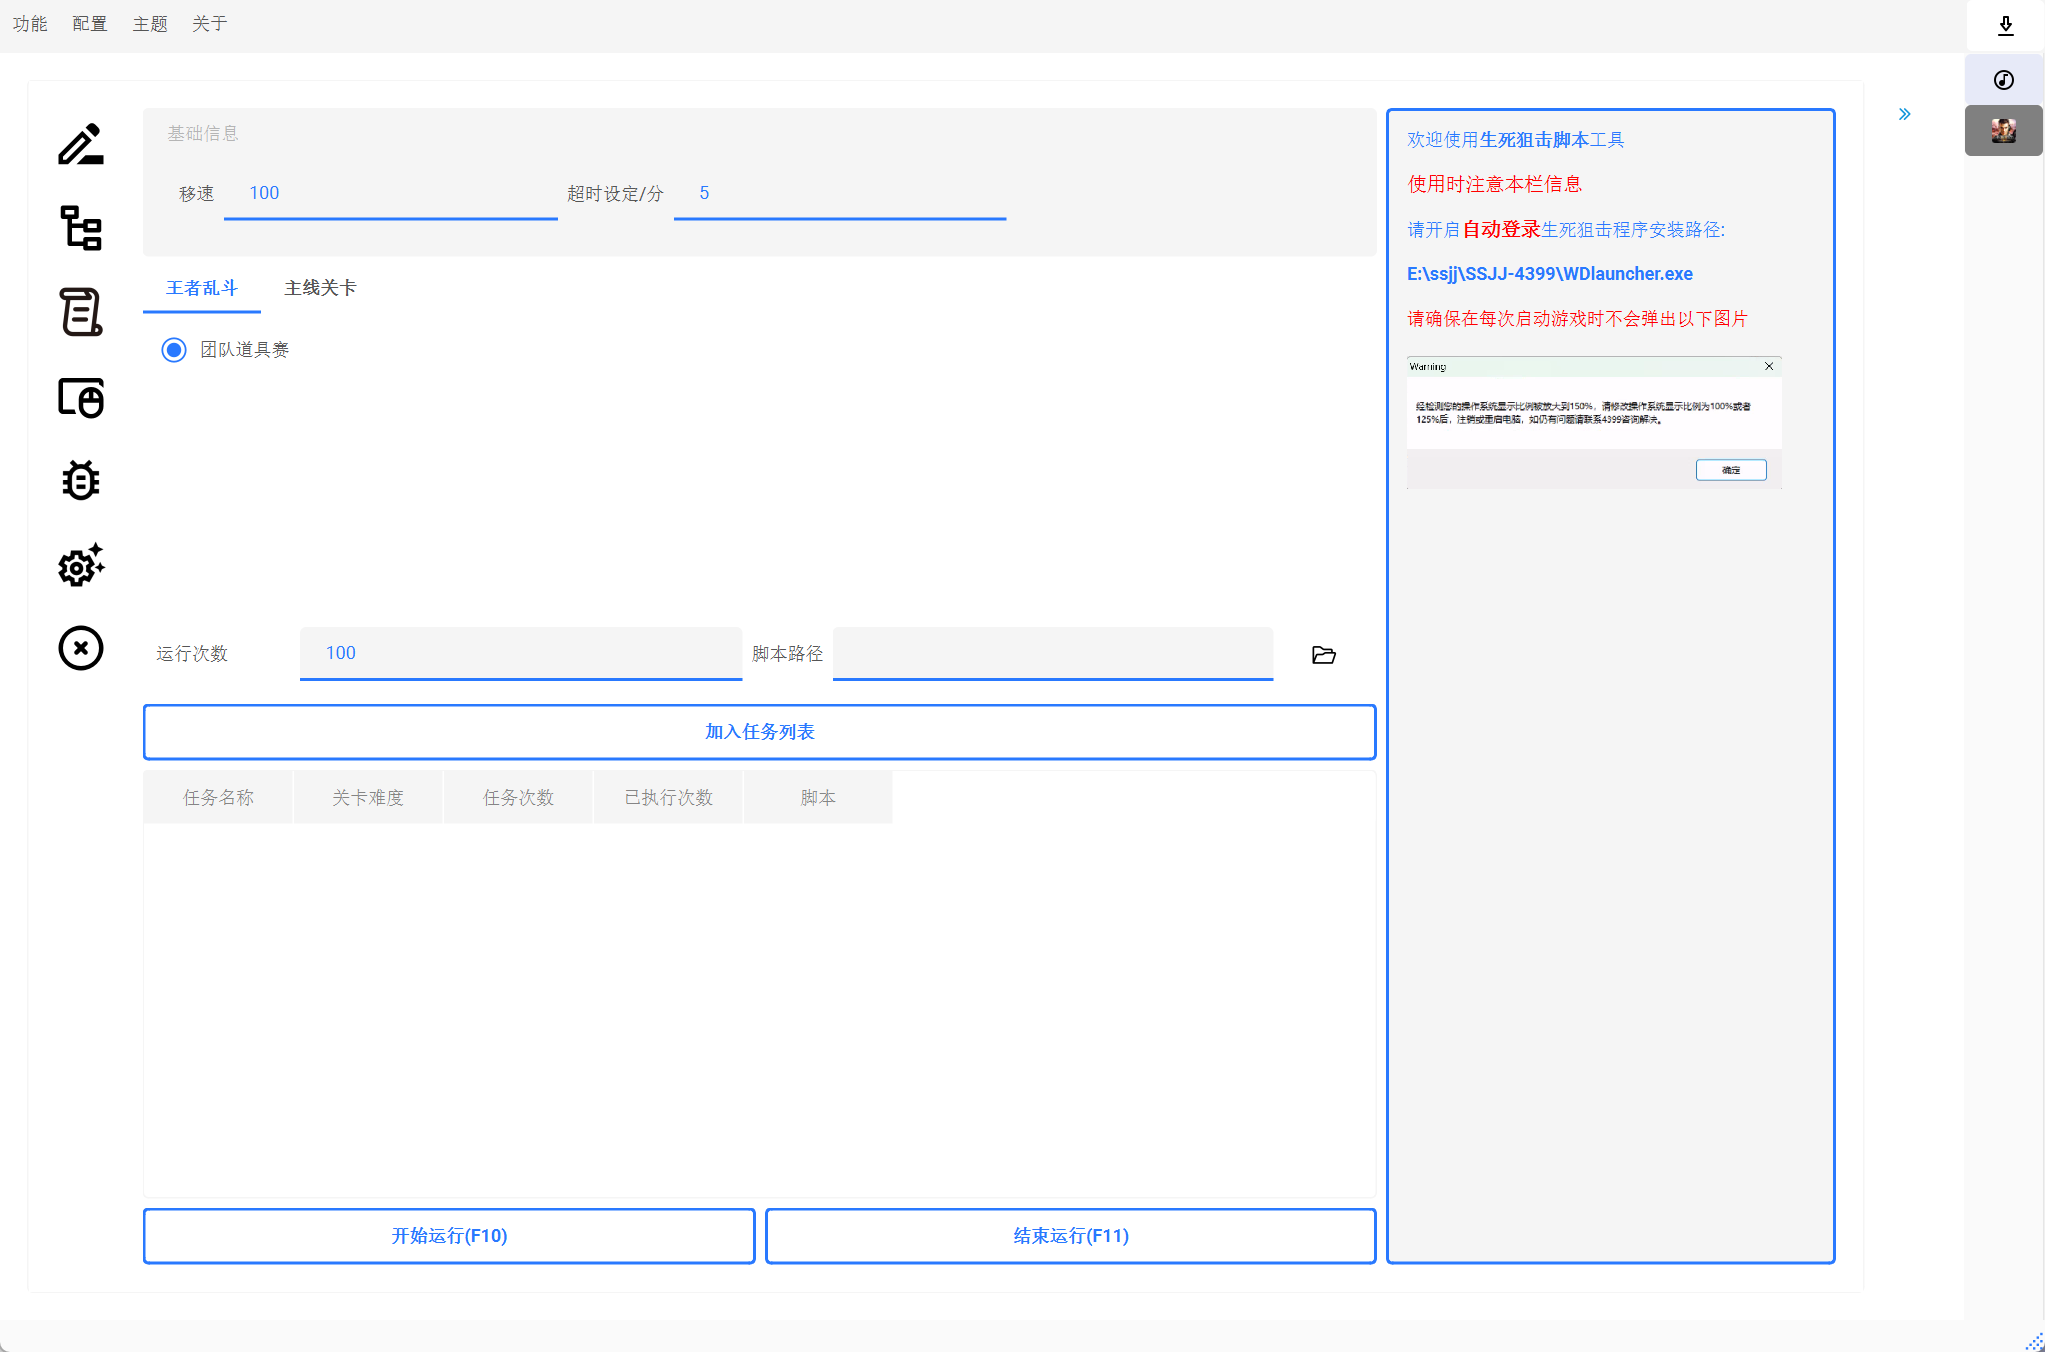 功能 配置 主题 关于
基础信息
移速 100 超时设定/分 5
王者乱斗 主线关卡
团队道具赛
运行次数 100 脚本路径
加入任务列表
任务名称 关卡难度 任务次数 已执行次数 脚本
开始运行(F10) 结束运行(F11)
欢迎使用生死狙击脚本工具
使用时注意本栏信息
请开启自动登录生死狙击程序安装路径:
E:\ssjj\SSJJ-4399\WDlauncher.exe
请确保在每次启动游戏时不会弹出以下图片
Warning
经检测您的操作系统显示比例被放大到150%，请修改操作系统显示比例为100%或者
125%后，注销或重启电脑，如仍有问题请联系4399咨询解决。
确定